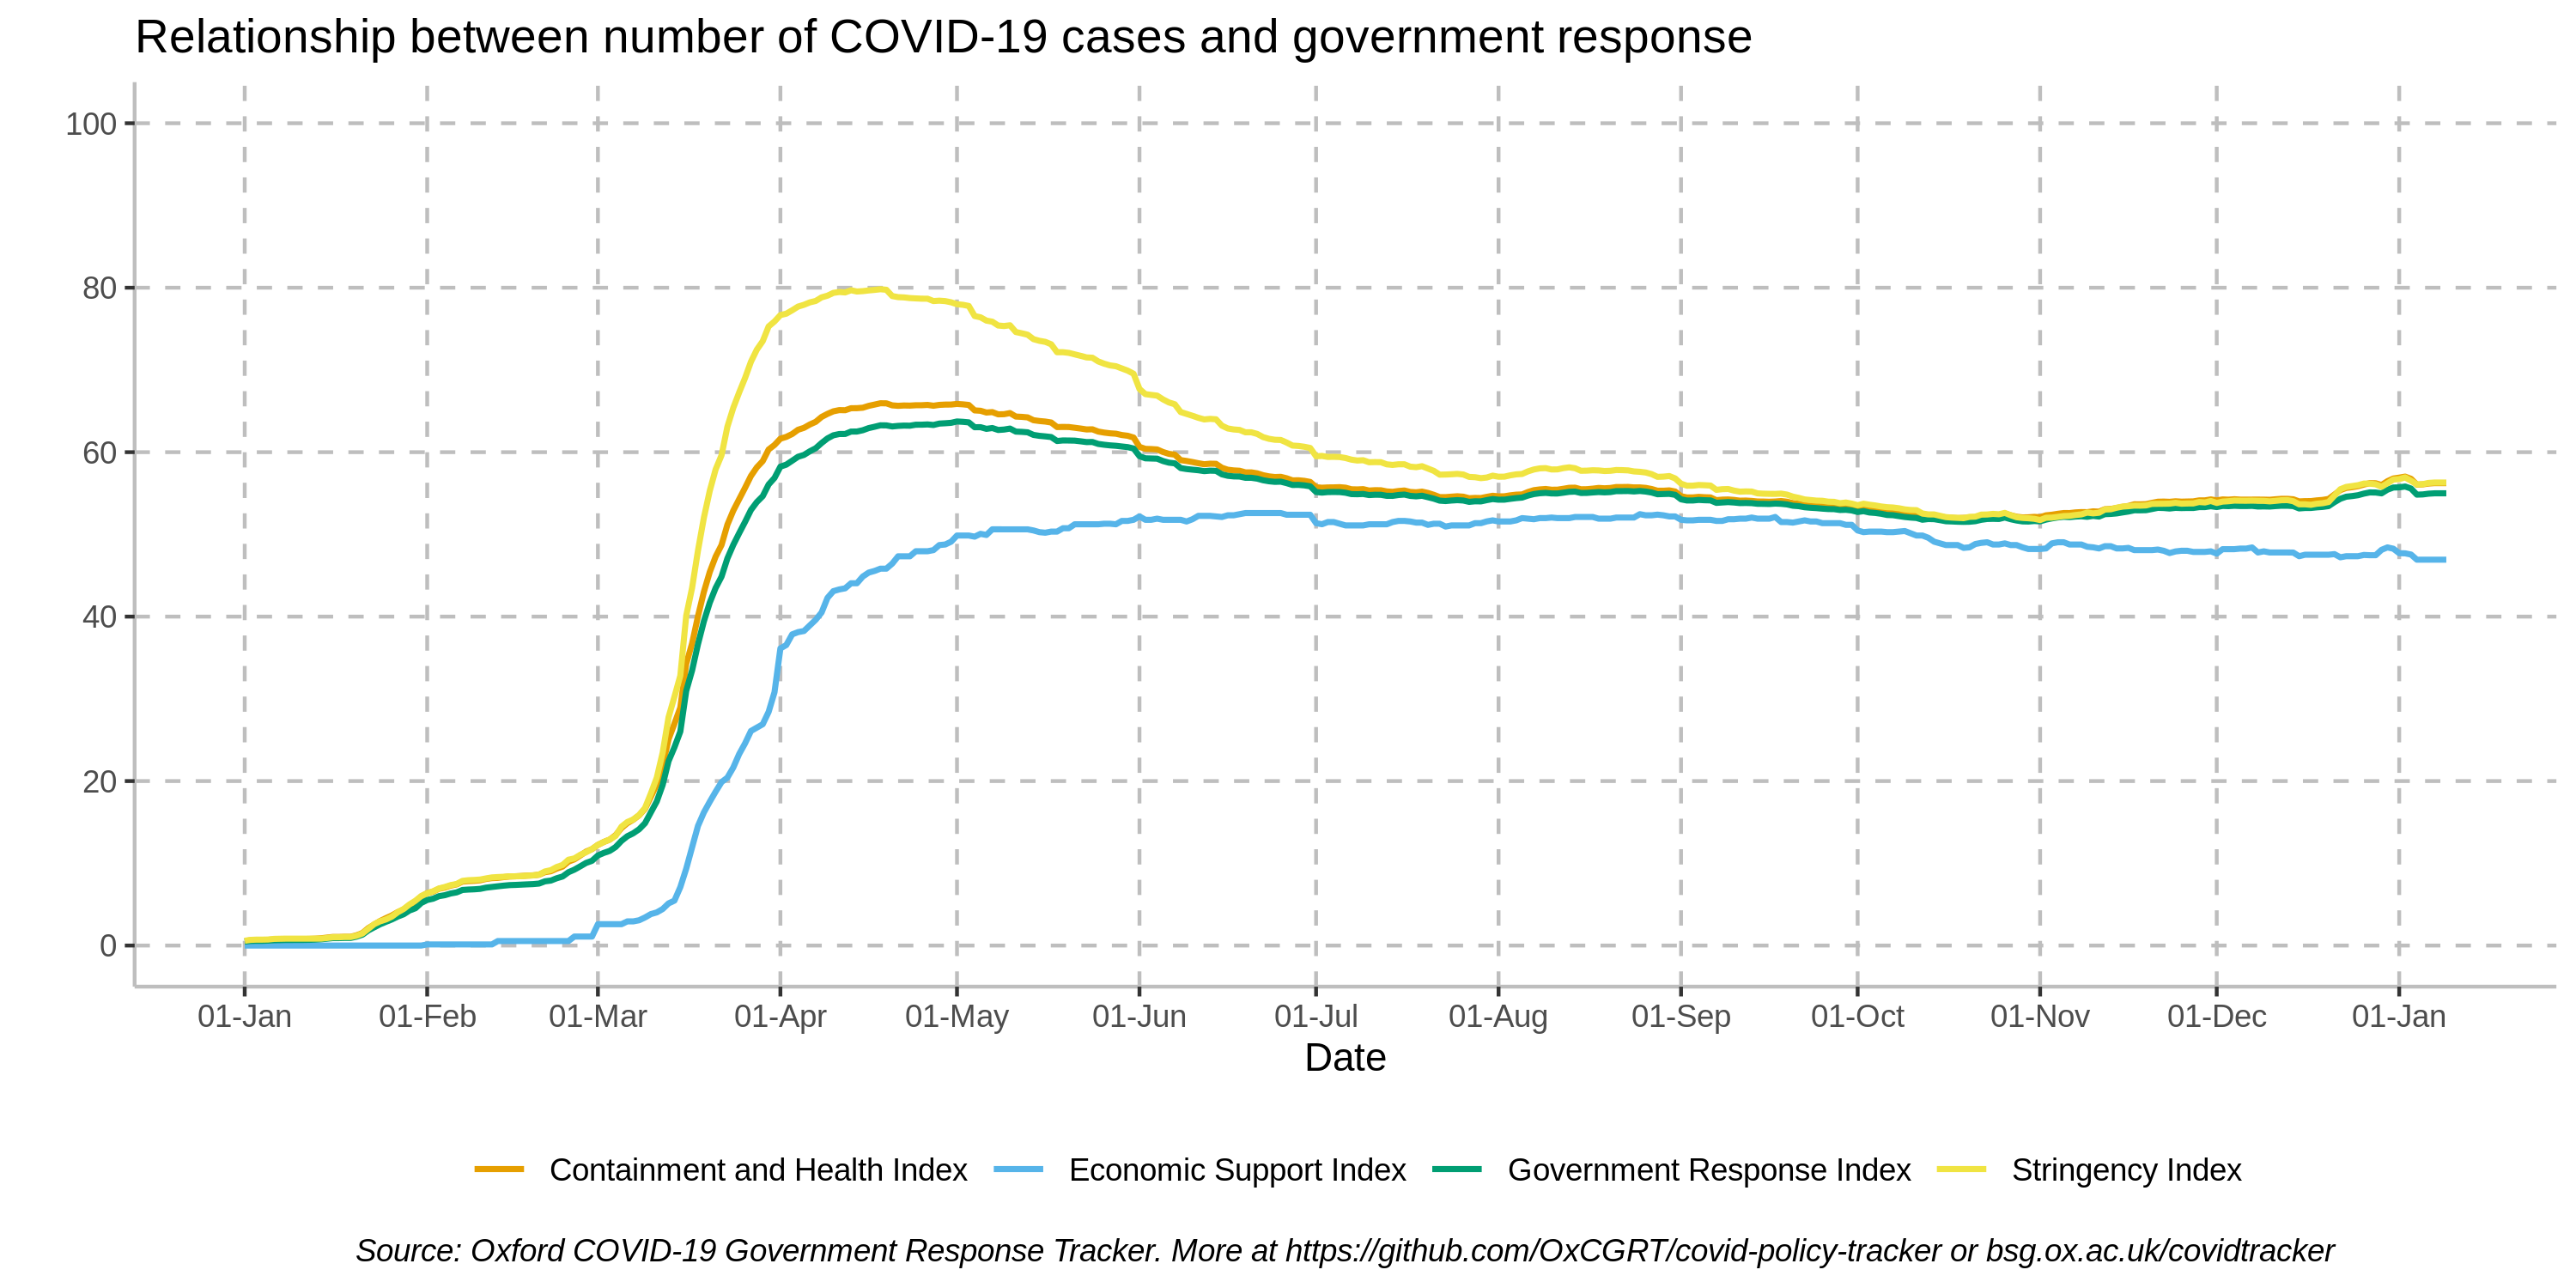 Relationship between number of COVID-19 cases and government response
100
80
60
40
20
0
01-Jan 01-Feb 01-Mar 01-Apr 01-May 01-Jun 01-Jul 01-Aug 01-Sep 01-Oct 01-Nov 01-Dec 01-Jan
Date
Containment and Health Index Economic Support Index Government Response Index Stringency Index
Source: Oxford COVID-19 Government Response Tracker. More at https://github.com/OxCGRT/covid-policy-tracker or bsg.ox.ac.uk/covidtracker